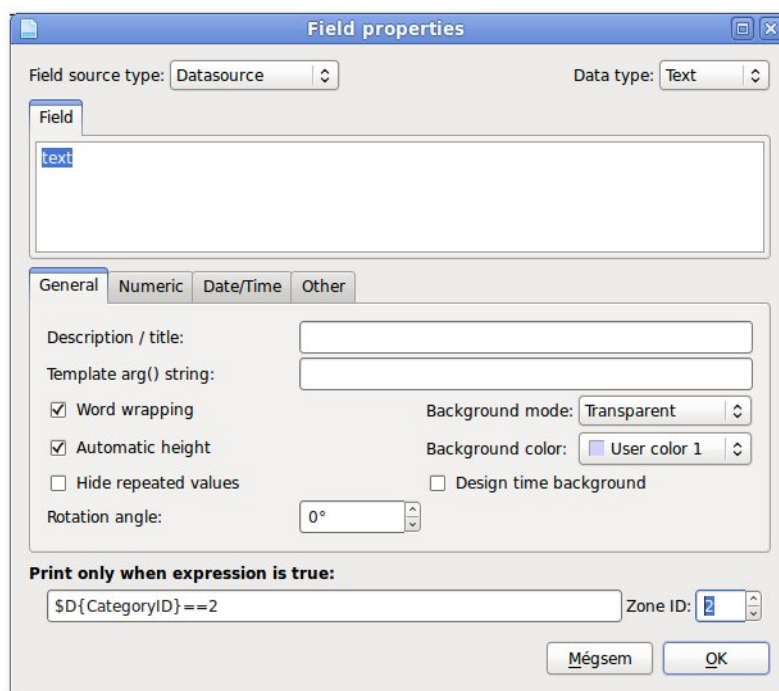 Field properties
Field source type: Datasource Data type: Text
Field
text
General Numeric Date/Time Other
Description / title:
Template arg() string:
Word wrapping Background mode: Transparent
Automatic height Background color: User color 1
Hide repeated values Design time background
Rotation angle: 0°
Print only when expression is true:
$D{CategoryID}==2 Zone ID: 2
Mégsem OK